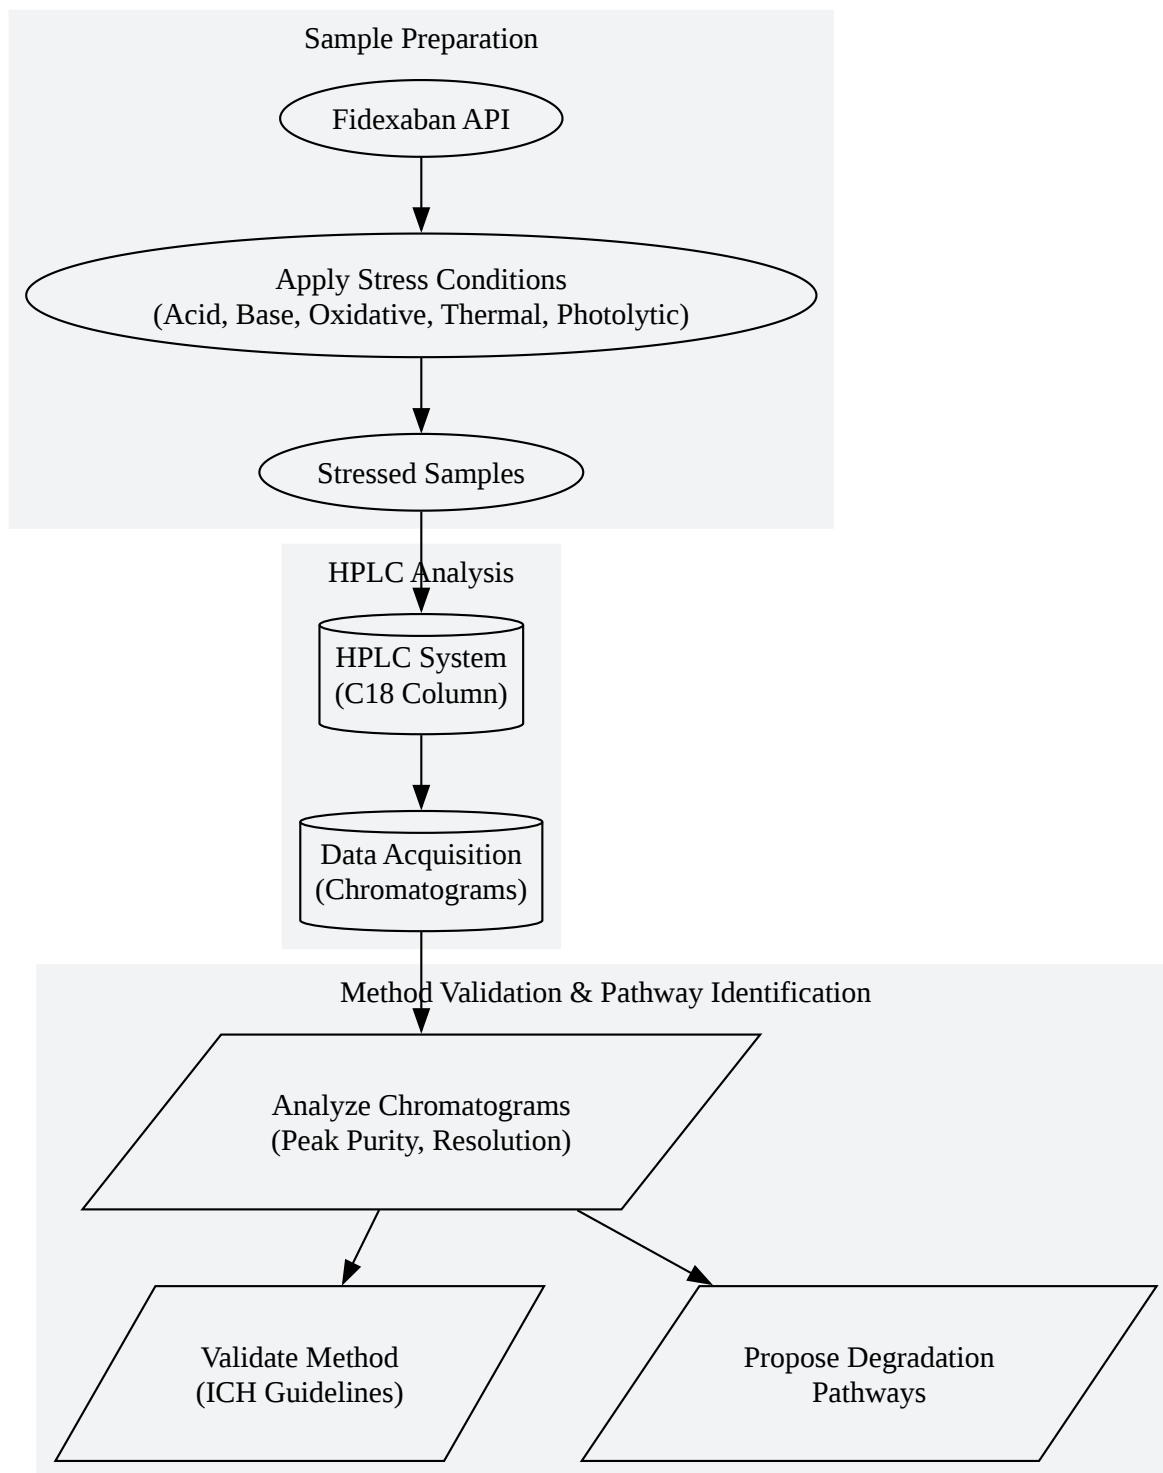 Sample Preparation
Fidexaban API
Apply Stress Conditions
(Acid, Base, Oxidative, Thermal, Photolytic)
Stressed Samples
HPLC Analysis
HPLC System
(C18 Column)
Data Acquisition
(Chromatograms)
Method Validation & Pathway Identification
Analyze Chromatograms
(Peak Purity, Resolution)
Validate Method
(ICH Guidelines)
Propose Degradation
Pathways